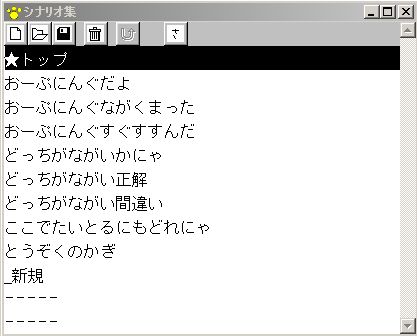 シナリオ集
さ
★トップ
おーぷにんぐだよ
おーぷにんぐながくまった
おーぷにんぐすぐすすんだ
どっちがながいかにゃ
どっちがながい正解
どっちがながい間違い
ここでたいとるにもどれにゃ
とうぞくのかぎ
_新規
-----
-----